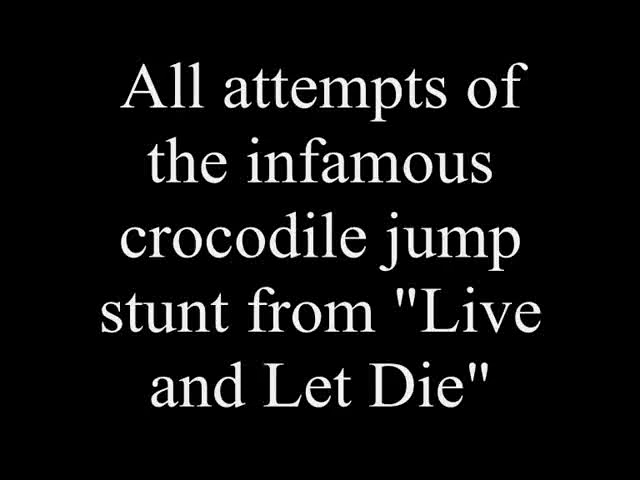 All attempts of
the infamous
crocodile jump
stunt from "Live
and Let Die"